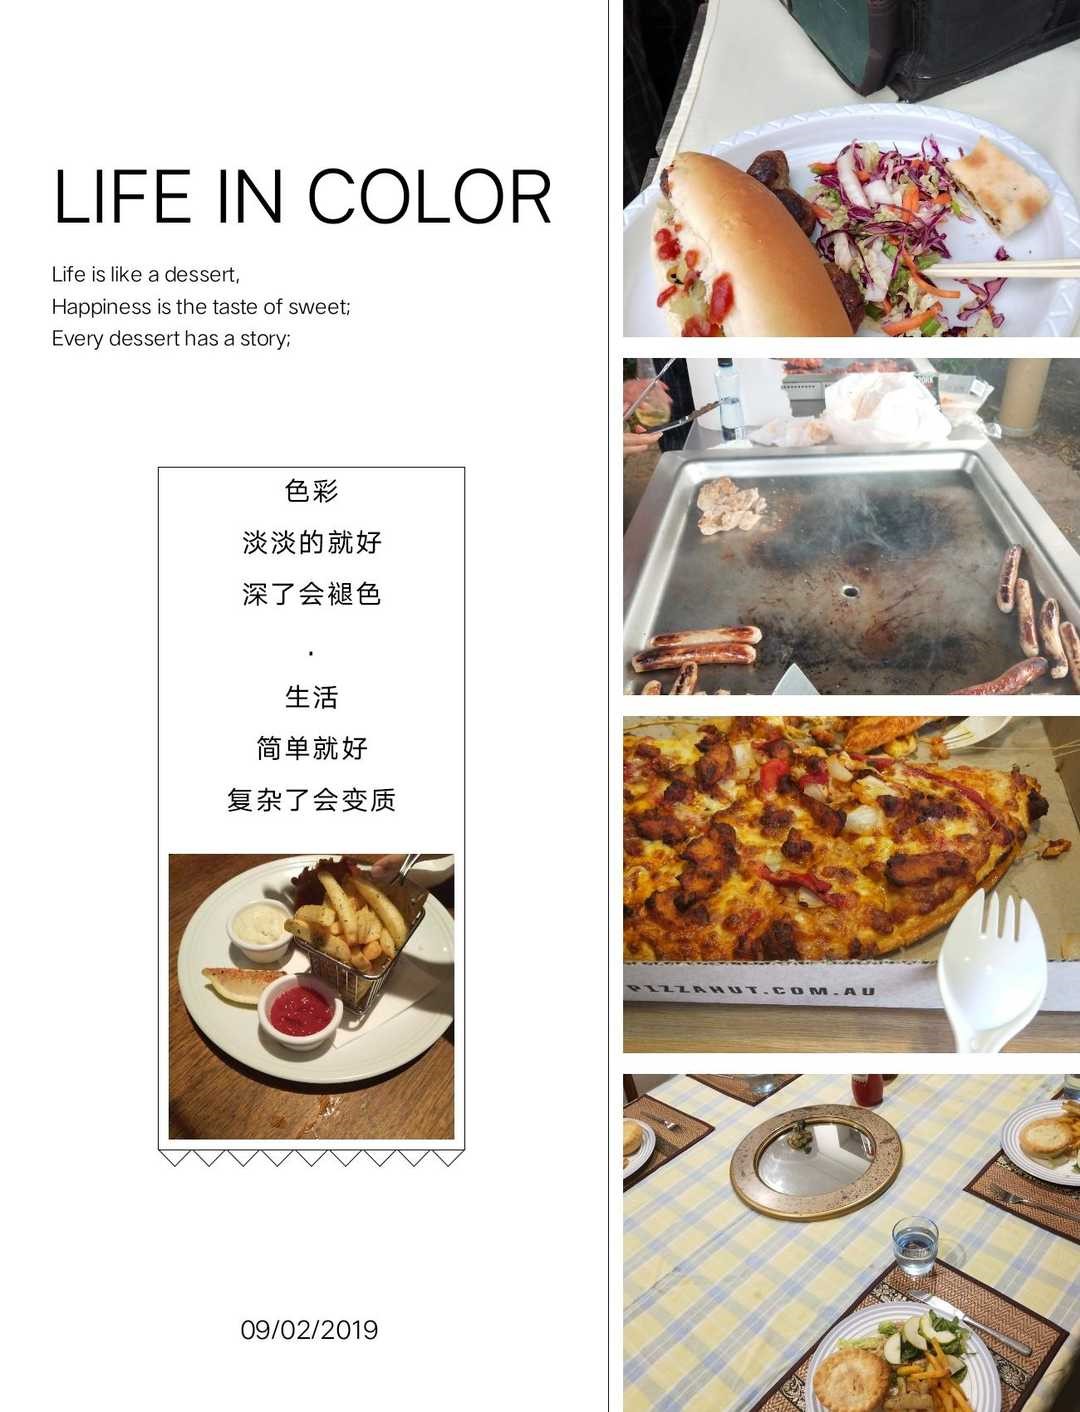 LIFE IN COLOR
Life is like a dessert,
Happiness is the taste of sweet;
Every dessert has a story;
色彩
淡淡的就好
深了会褪色
.
生活
简单就好
复杂了会变质
09/02/2019
PIZZAHUT.COM.AU